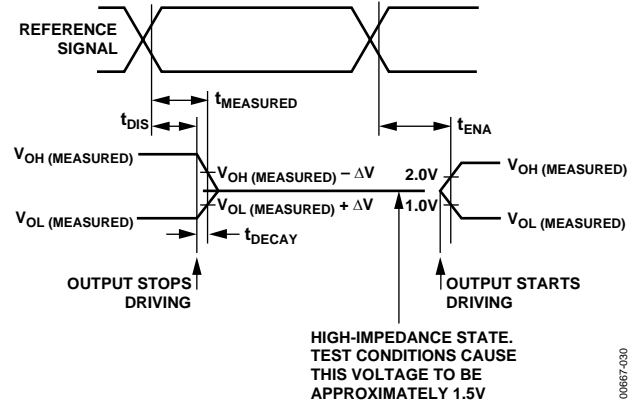 REFERENCE
SIGNAL
tMEASURED
tDIS
tENA
VOH (MEASURED)
VOH (MEASURED) – ΔV
2.0V
VOH (MEASURED)
VOL (MEASURED)
VOL (MEASURED) + ΔV
1.0V
VOL (MEASURED)
tDECAY
OUTPUT STOPS
DRIVING
OUTPUT STARTS
DRIVING
HIGH-IMPEDANCE STATE.
TEST CONDITIONS CAUSE
THIS VOLTAGE TO BE
APPROXIMATELY 1.5V
00667-030